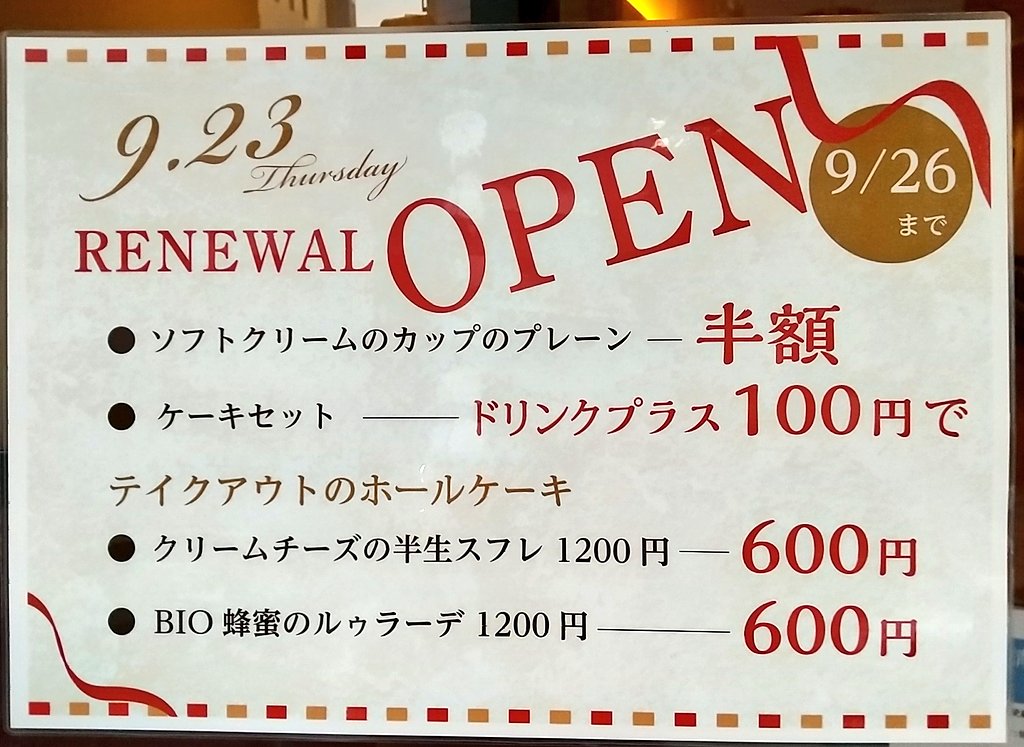 9.23
Thursday
RENEWAL OPEN
9/26
まで
● ソフトクリームのカップのプレーン — 半額
● ケーキセット —— ドリンクプラス100円で
テイクアウトのホールケーキ
● クリームチーズの半生スフレ 1200円 — 600円
● BIO 蜂蜜のルゥラーデ 1200円 —— 600円